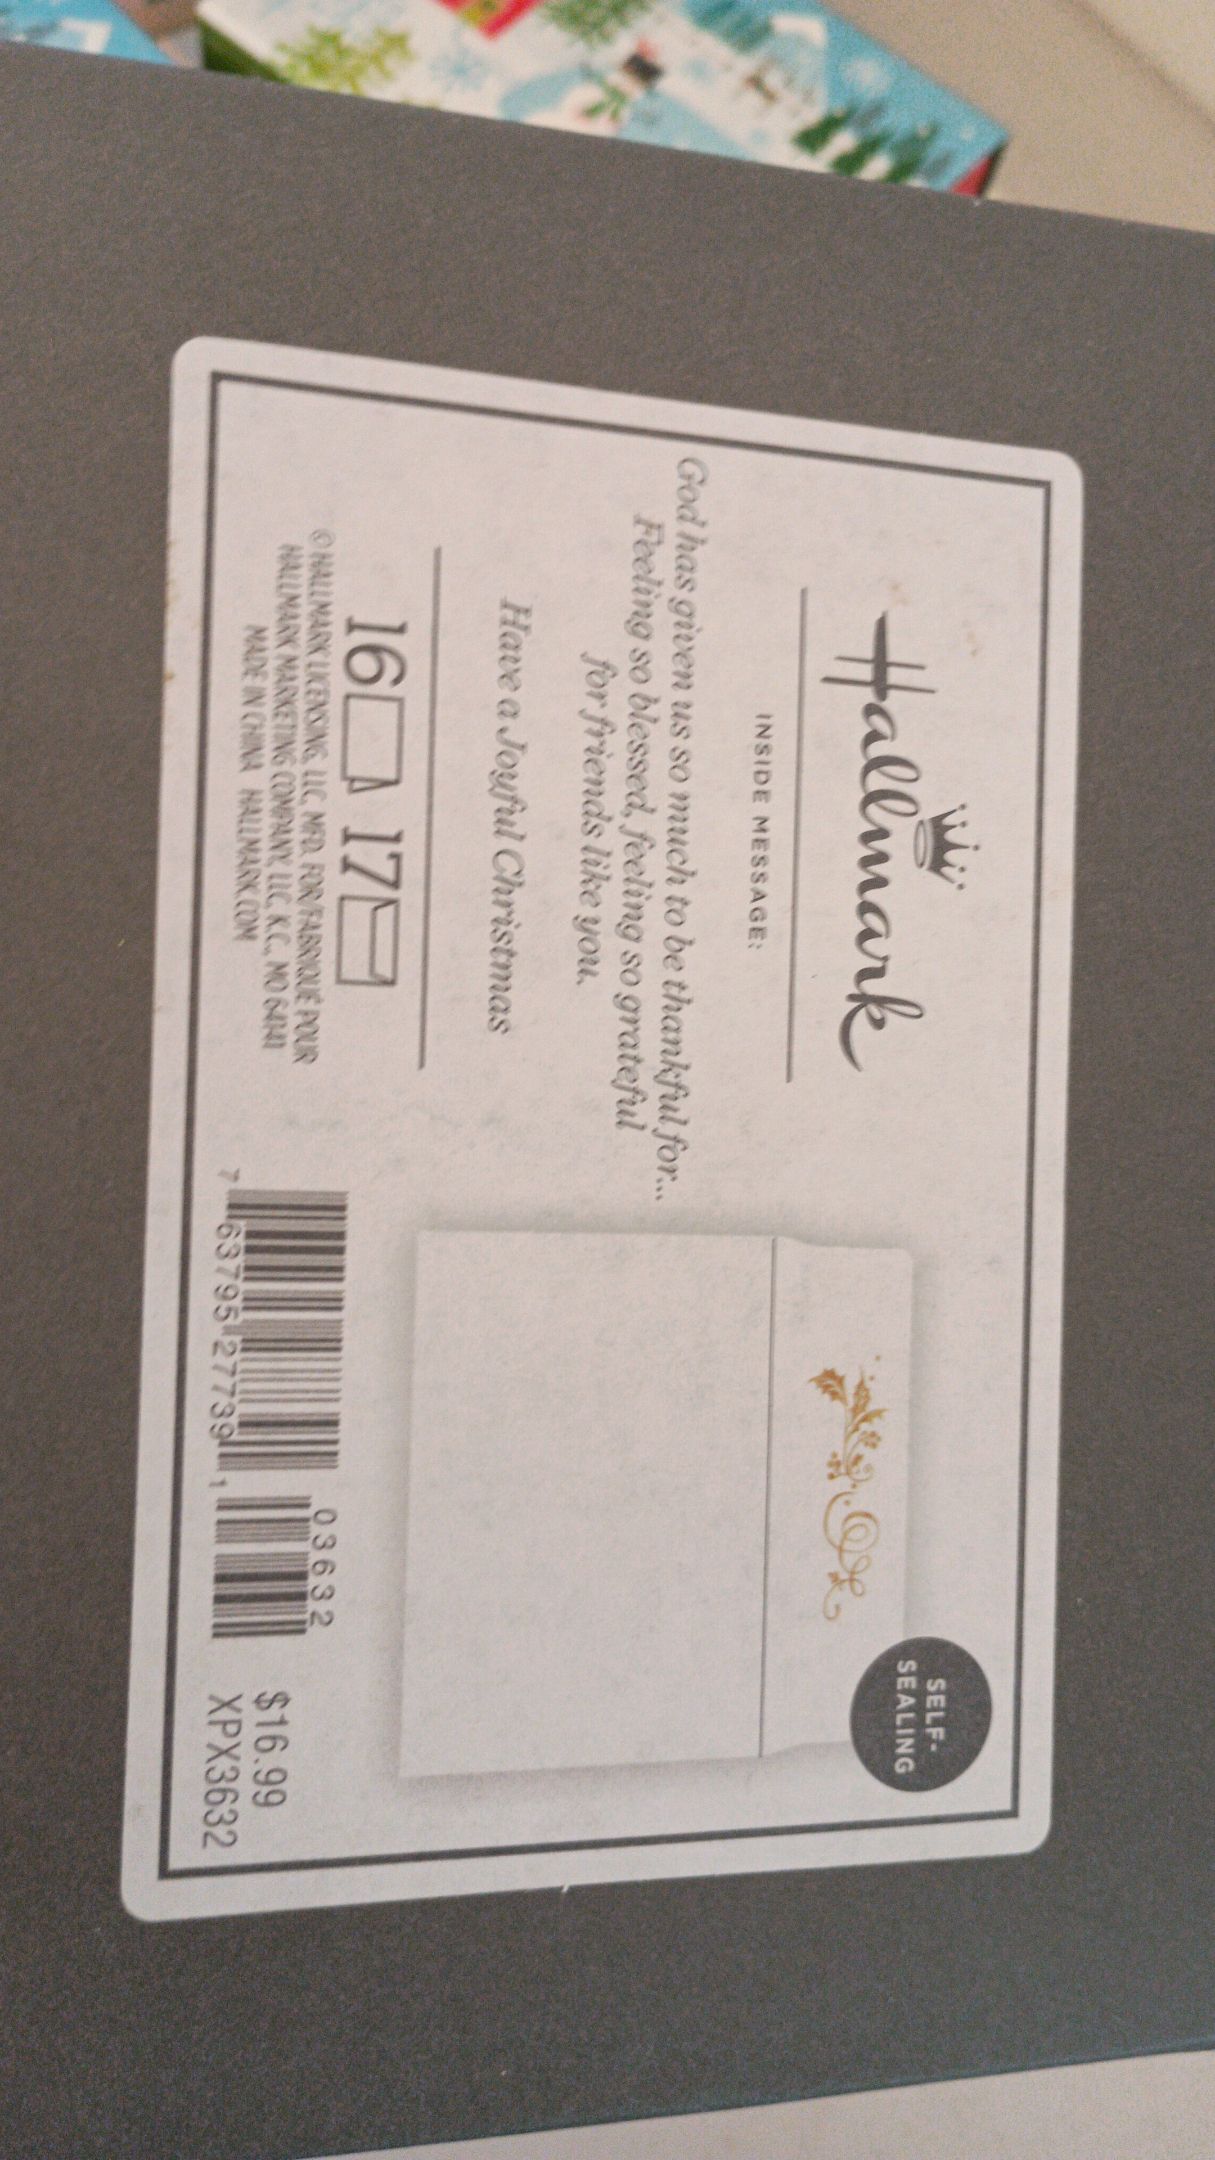 Hallmark
INSIDE MESSAGE:
God has given us so much to be thankful for...
Feeling so blessed, feeling so grateful
for friends like you.
Have a Joyful Christmas
16 17
© HALLMARK LICENSING, LLC, MFD. FOR/FABRIQUÉ POUR
HALLMARK MARKETING COMPANY, LLC, K.C., MO 64141
MADE IN CHINA HALLMARK.COM
SELF-
SEALING
7 63795 27739 1
03632
$16.99
XPX3632